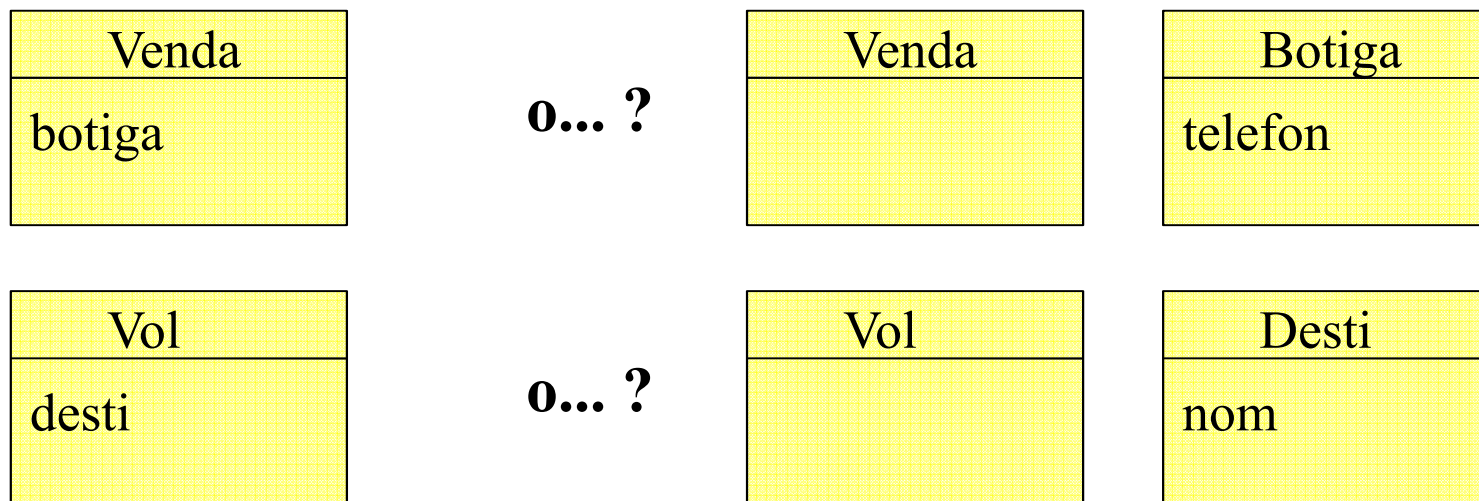 Venda
botiga
o... ?
Venda
Botiga
telefon
Vol
desti
o... ?
Vol
Desti
nom